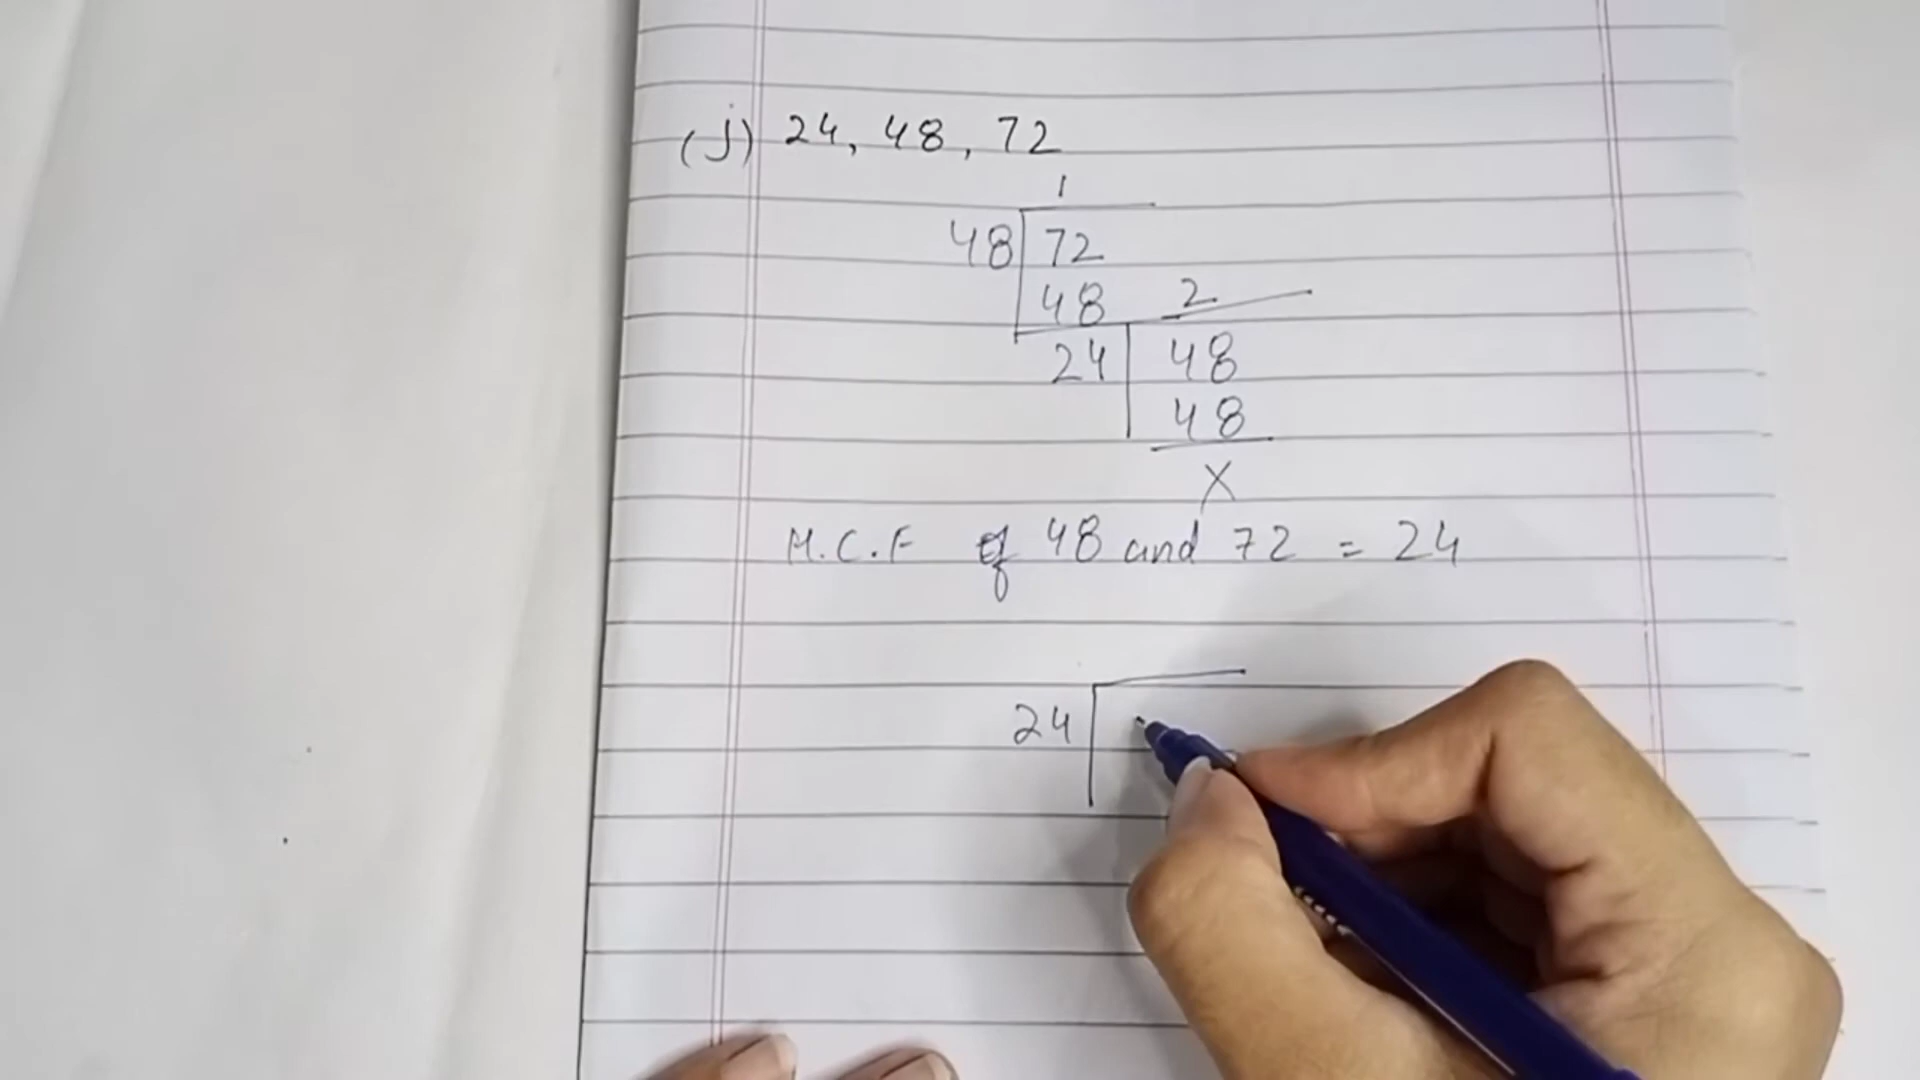 (j) 24, 48, 72
1
48 72
48 2
24 48
48
X
H.C.F of 48 and 72 = 24
24